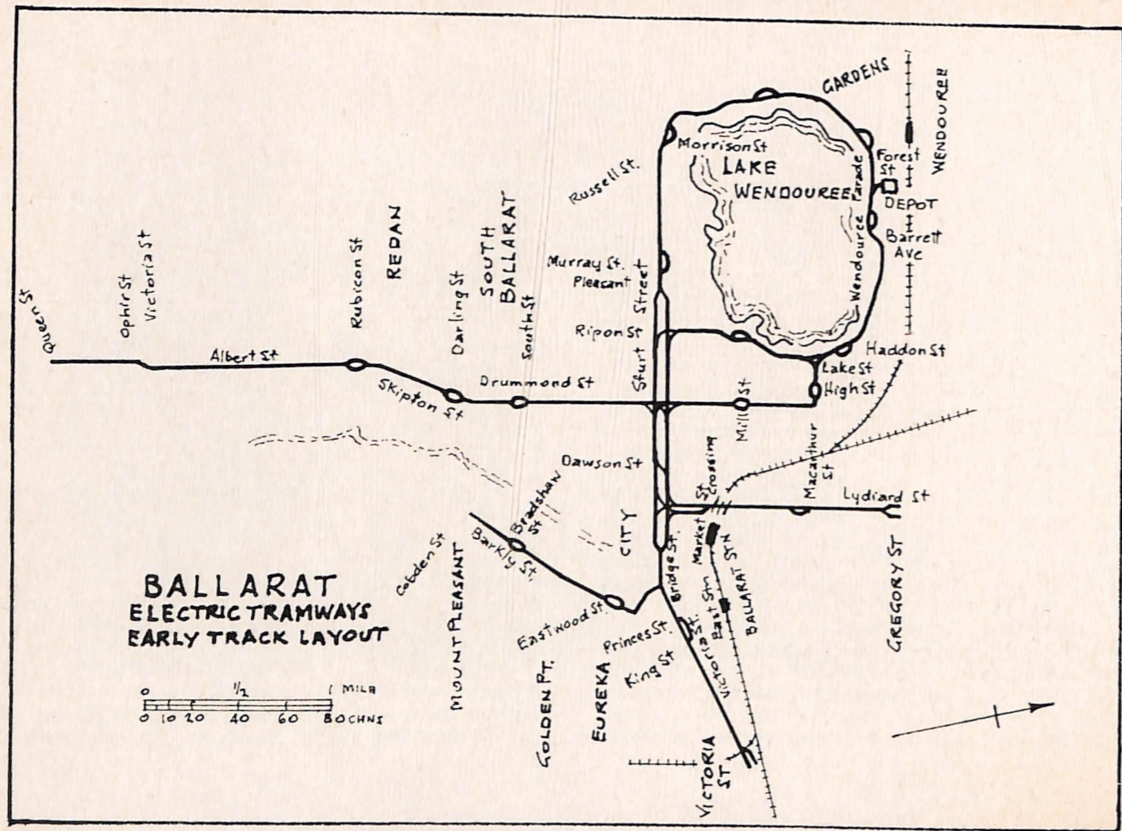 GARDENS
WENDOUREE
Morrison St
LAKE
WENDOUREE
Wendouree Parade
Forest
St
DEPOT
Barrett
Ave
Russell St.
REDAN
SOUTH
BALLARAT
Murray St.
Pleasant
Sturt Street
Ripon St
Haddon St
Lake St
High St
Queen St
Ophir St
Victoria St
Rubicon St
Darling St
South St
Albert St
Skipton St
Drummond St
Mill St
Macarthur
St
Dawson St
Lydiard St
Crossing
Market St
CITY
Bridge St.
Bradshaw
St
Barkly St.
Cobden St
MOUNT PLEASANT
Eastwood St.
Princes St.
King St
Victoria St.
East Stn
BALLARAT STN
GREGORY ST
GOLDEN PT.
EUREKA
VICTORIA
ST
BALLARAT
ELECTRIC TRAMWAYS
EARLY TRACK LAYOUT
0 1/2 1 MILE
0 10 20 40 60 80 CHNS